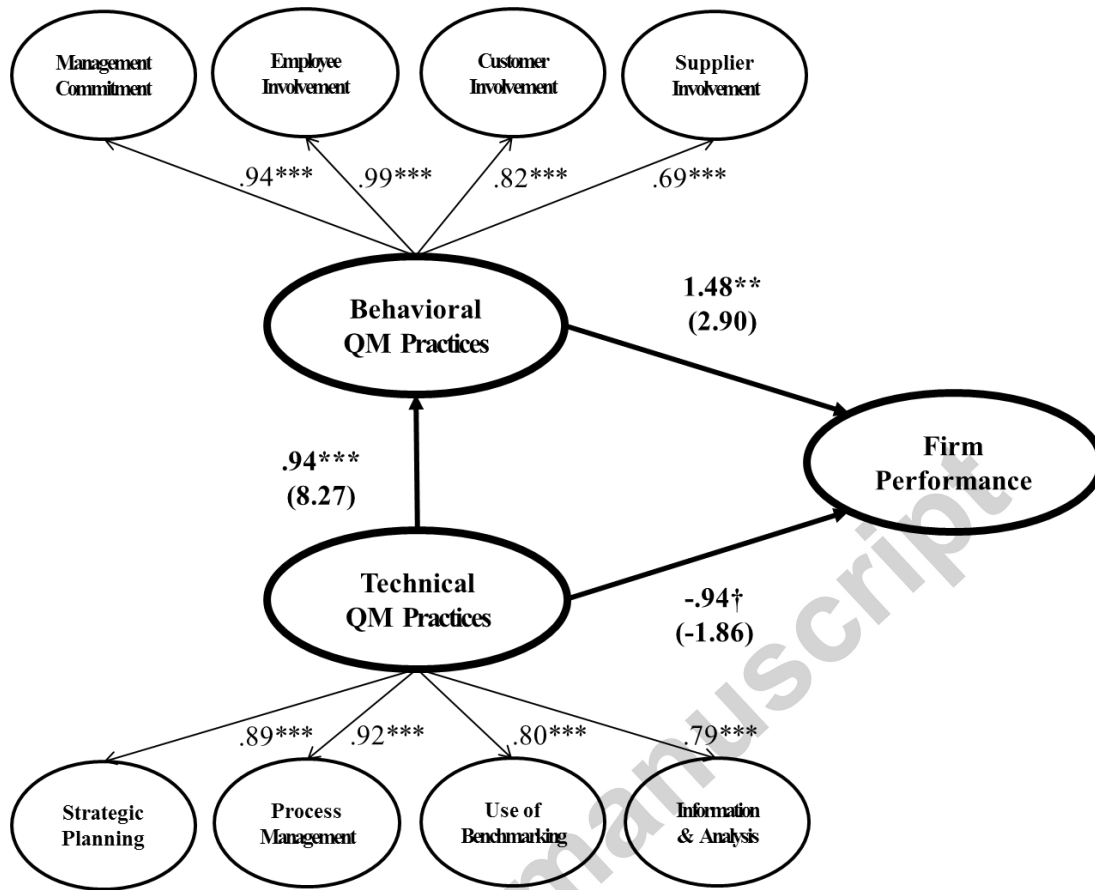 Management
Commitment
Employee
Involvement
Customer
Involvement
Supplier
Involvement
.94***
.99***
.82***
.69***
Behavioral
QM Practices
1.48**
(2.90)
Firm
Performance
.94***
(8.27)
Technical
QM Practices
-.94†
(-1.86)
.89***
.92***
.80***
.79***
Strategic
Planning
Process
Management
Use of
Benchmarking
Information
& Analysis
manuscript